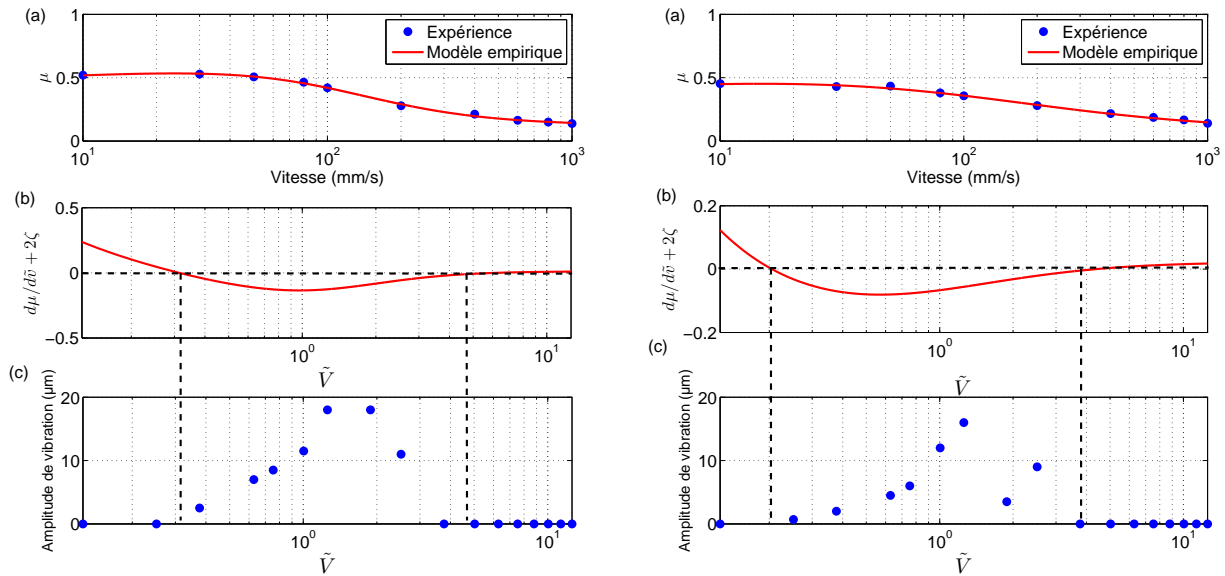 (a)
1
0.5
0
μ
Expérience
Modèle empirique
10^1
10^2
10^3
Vitesse (mm/s)
(b)
0.5
0
−0.5
dμ/dṽ + 2ζ
10^0
10^1
Ṽ
(c)
20
10
0
Amplitude de vibration (μm)
10^0
10^1
Ṽ
(a)
1
0.5
0
μ
Expérience
Modèle empirique
10^1
10^2
10^3
Vitesse (mm/s)
(b)
0.2
0
−0.2
dμ/dṽ + 2ζ
10^0
10^1
Ṽ
(c)
20
10
0
Amplitude de vibration (μm)
10^0
10^1
Ṽ